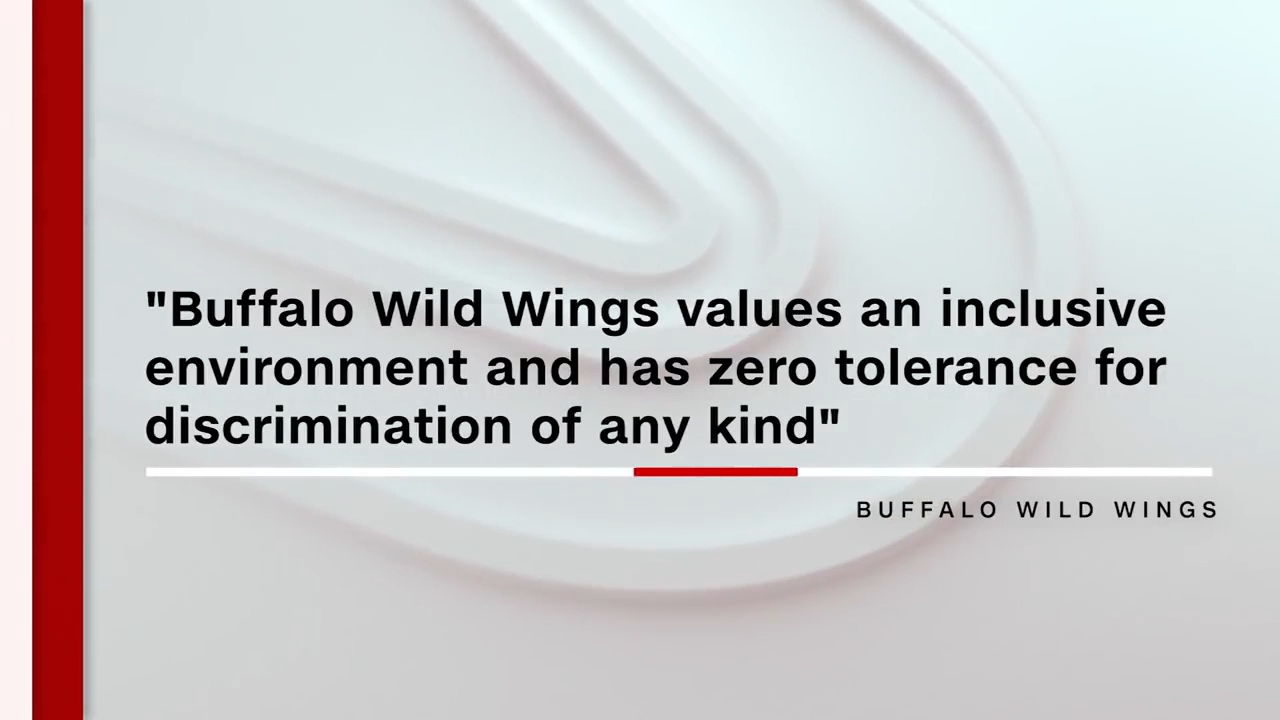 "Buffalo Wild Wings values an inclusive
environment and has zero tolerance for
discrimination of any kind"
BUFFALO WILD WINGS